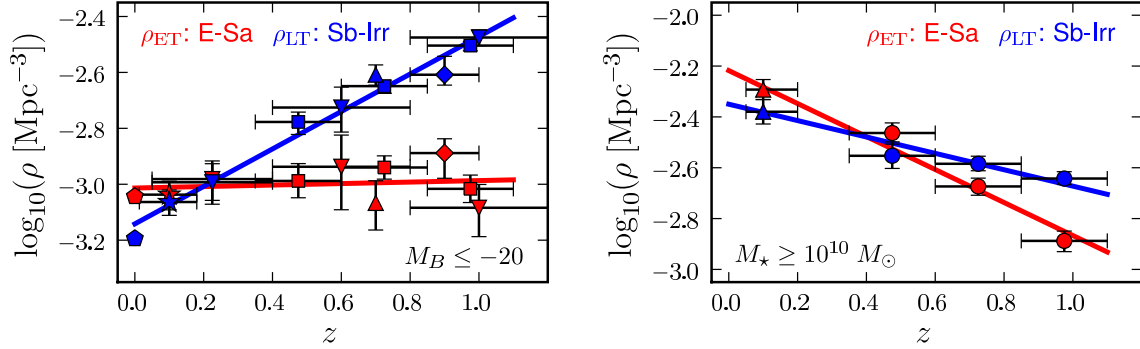 ρET: E-Sa ρLT: Sb-Irr
log10(ρ [Mpc−3])
−2.4
−2.6
−2.8
−3.0
−3.2
M_B ≤ −20
0.0 0.2 0.4 0.6 0.8 1.0
z
ρET: E-Sa ρLT: Sb-Irr
log10(ρ [Mpc−3])
−2.0
−2.2
−2.4
−2.6
−2.8
−3.0
M⋆ ≥ 10^10 M⊙
0.0 0.2 0.4 0.6 0.8 1.0
z